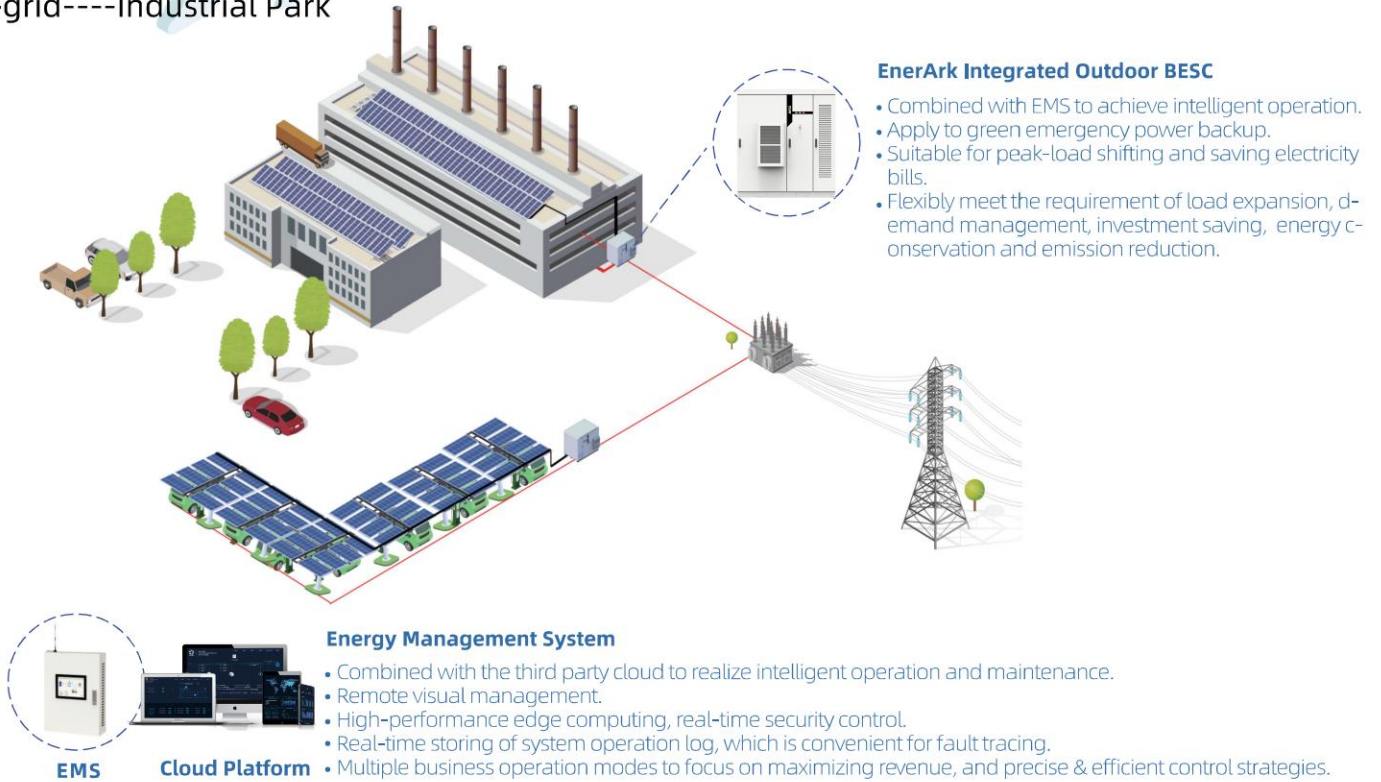 -grid----Industrial Park
EnerArk Integrated Outdoor BESC
• Combined with EMS to achieve intelligent operation.
• Apply to green emergency power backup.
• Suitable for peak-load shifting and saving electricity
bills.
• Flexibly meet the requirement of load expansion, d-
emand management, investment saving, energy c-
onservation and emission reduction.
Energy Management System
• Combined with the third party cloud to realize intelligent operation and maintenance.
• Remote visual management.
• High-performance edge computing, real-time security control.
• Real-time storing of system operation log, which is convenient for fault tracing.
• Multiple business operation modes to focus on maximizing revenue, and precise & efficient control strategies.
EMS
Cloud Platform